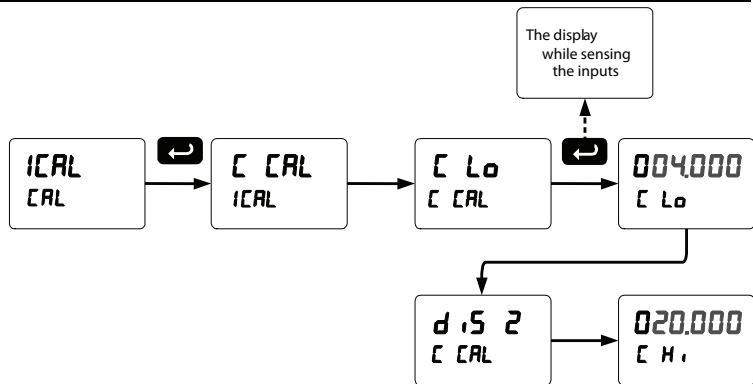 The display
while sensing
the inputs
ICAL
CAL
C CAL
ICAL
C Lo
C CAL
004.000
C Lo
diS 2
C CAL
020.000
C Hi